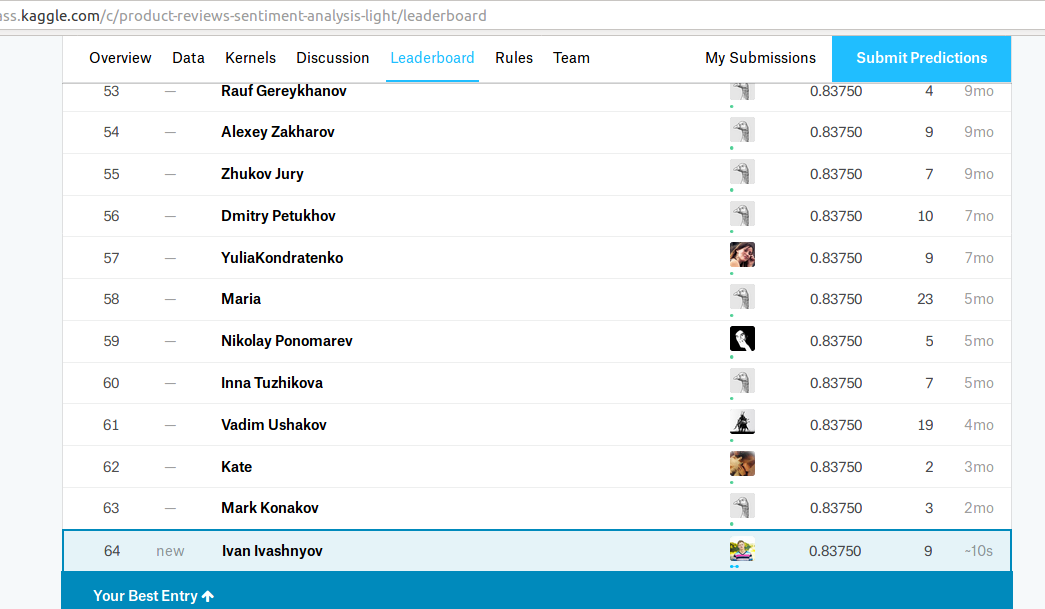 ass.kaggle.com/c/product-reviews-sentiment-analysis-light/leaderboard
Overview Data Kernels Discussion Leaderboard Rules Team My Submissions Submit Predictions
53 — Rauf Gereykhanov 0.83750 4 9mo
54 — Alexey Zakharov 0.83750 9 9mo
55 — Zhukov Jury 0.83750 7 9mo
56 — Dmitry Petukhov 0.83750 10 7mo
57 — YuliaKondratenko 0.83750 9 7mo
58 — Maria 0.83750 23 5mo
59 — Nikolay Ponomarev 0.83750 5 5mo
60 — Inna Tuzhikova 0.83750 7 5mo
61 — Vadim Ushakov 0.83750 19 4mo
62 — Kate 0.83750 2 3mo
63 — Mark Konakov 0.83750 3 2mo
64 new Ivan Ivashnyov 0.83750 9 ~10s
Your Best Entry ↑